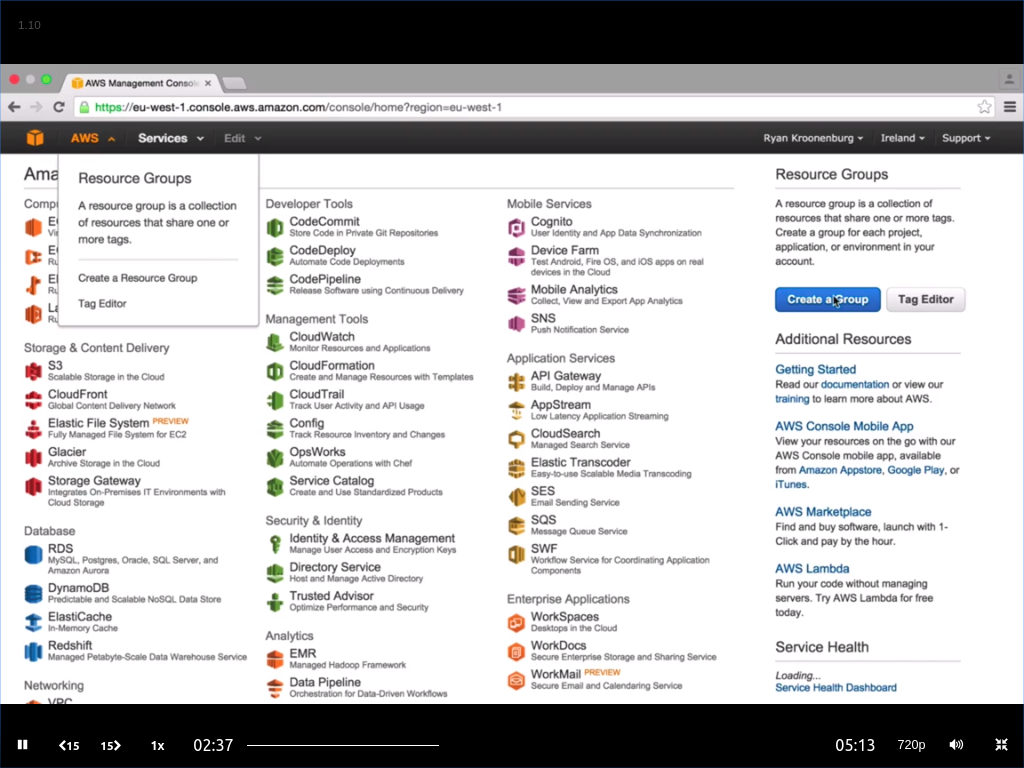 1.10
AWS Management Consol
https://eu-west-1.console.aws.amazon.com/console/home?region=eu-west-1
AWS Services Edit Ryan Kroonenburg Ireland Support
Ama
Resource Groups
A resource group is a collection
of resources that share one or
more tags.
Create a Resource Group
Tag Editor
Storage & Content Delivery
S3
Scalable Storage in the Cloud
CloudFront
Global Content Delivery Network
Elastic File System PREVIEW
Fully Managed File System for EC2
Glacier
Archive Storage in the Cloud
Storage Gateway
Integrates On-Premises IT Environments with
Cloud Storage
Database
RDS
MySQL, Postgres, Oracle, SQL Server, and
Amazon Aurora
DynamoDB
Predictable and Scalable NoSQL Data Store
ElastiCache
In-Memory Cache
Redshift
Managed Petabyte-Scale Data Warehouse Service
Networking
VPC
Developer Tools
CodeCommit
Store Code in Private Git Repositories
CodeDeploy
Automate Code Deployments
CodePipeline
Release Software using Continuous Delivery
Management Tools
CloudWatch
Monitor Resources and Applications
CloudFormation
Create and Manage Resources with Templates
CloudTrail
Track User Activity and API Usage
Config
Track Resource Inventory and Changes
OpsWorks
Automate Operations with Chef
Service Catalog
Create and Use Standardized Products
Security & Identity
Identity & Access Management
Manage User Access and Encryption Keys
Directory Service
Host and Manage Active Directory
Trusted Advisor
Optimize Performance and Security
Analytics
EMR
Managed Hadoop Framework
Data Pipeline
Orchestration for Data-Driven Workflows
Mobile Services
Cognito
User Identity and App Data Synchronization
Device Farm
Test Android, Fire OS, and iOS apps on real
devices in the Cloud
Mobile Analytics
Collect, View and Export App Analytics
SNS
Push Notification Service
Application Services
API Gateway
Build, Deploy and Manage APIs
AppStream
Low Latency Application Streaming
CloudSearch
Managed Search Service
Elastic Transcoder
Easy-to-use Scalable Media Transcoding
SES
Email Sending Service
SQS
Message Queue Service
SWF
Workflow Service for Coordinating Application
Components
Enterprise Applications
WorkSpaces
Desktops in the Cloud
WorkDocs
Secure Enterprise Storage and Sharing Service
WorkMail PREVIEW
Secure Email and Calendaring Service
Resource Groups
A resource group is a collection of
resources that share one or more tags.
Create a group for each project,
application, or environment in your
account.
Create a Group Tag Editor
Additional Resources
Getting Started
Read our documentation or view our
training to learn more about AWS.
AWS Console Mobile App
View your resources on the go with our
AWS Console mobile app, available
from Amazon Appstore, Google Play, or
iTunes.
AWS Marketplace
Find and buy software, launch with 1-
Click and pay by the hour.
AWS Lambda
Run your code without managing
servers. Try AWS Lambda for free
today.
Service Health
Loading...
Service Health Dashboard
15 15 1x 02:37 05:13 720p